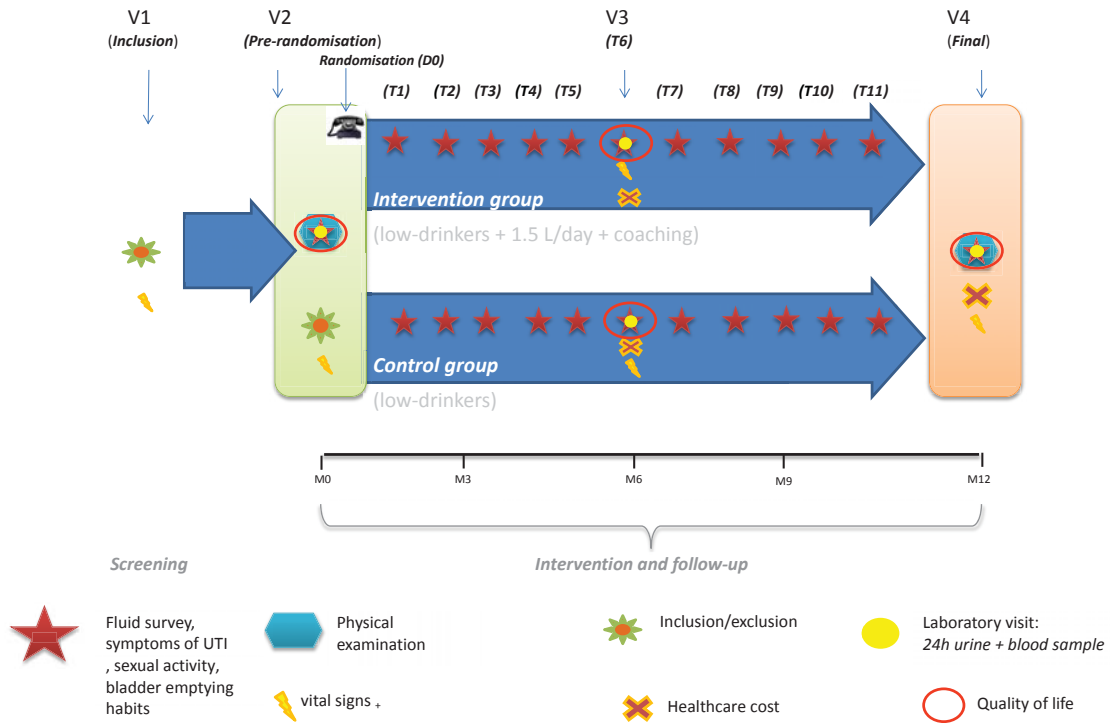 V1
(Inclusion)
V2
(Pre-randomisation)
Randomisation (D0)
V3
(T6)
V4
(Final)
(T1) (T2) (T3) (T4) (T5) (T7) (T8) (T9) (T10) (T11)
Intervention group
(low-drinkers + 1.5 L/day + coaching)
Control group
(low-drinkers)
M0 M3 M6 M9 M12
Screening
Intervention and follow-up
Fluid survey,
symptoms of UTI
, sexual activity,
bladder emptying
habits
Physical
examination
vital signs +
Inclusion/exclusion
Healthcare cost
Laboratory visit:
24h urine + blood sample
Quality of life